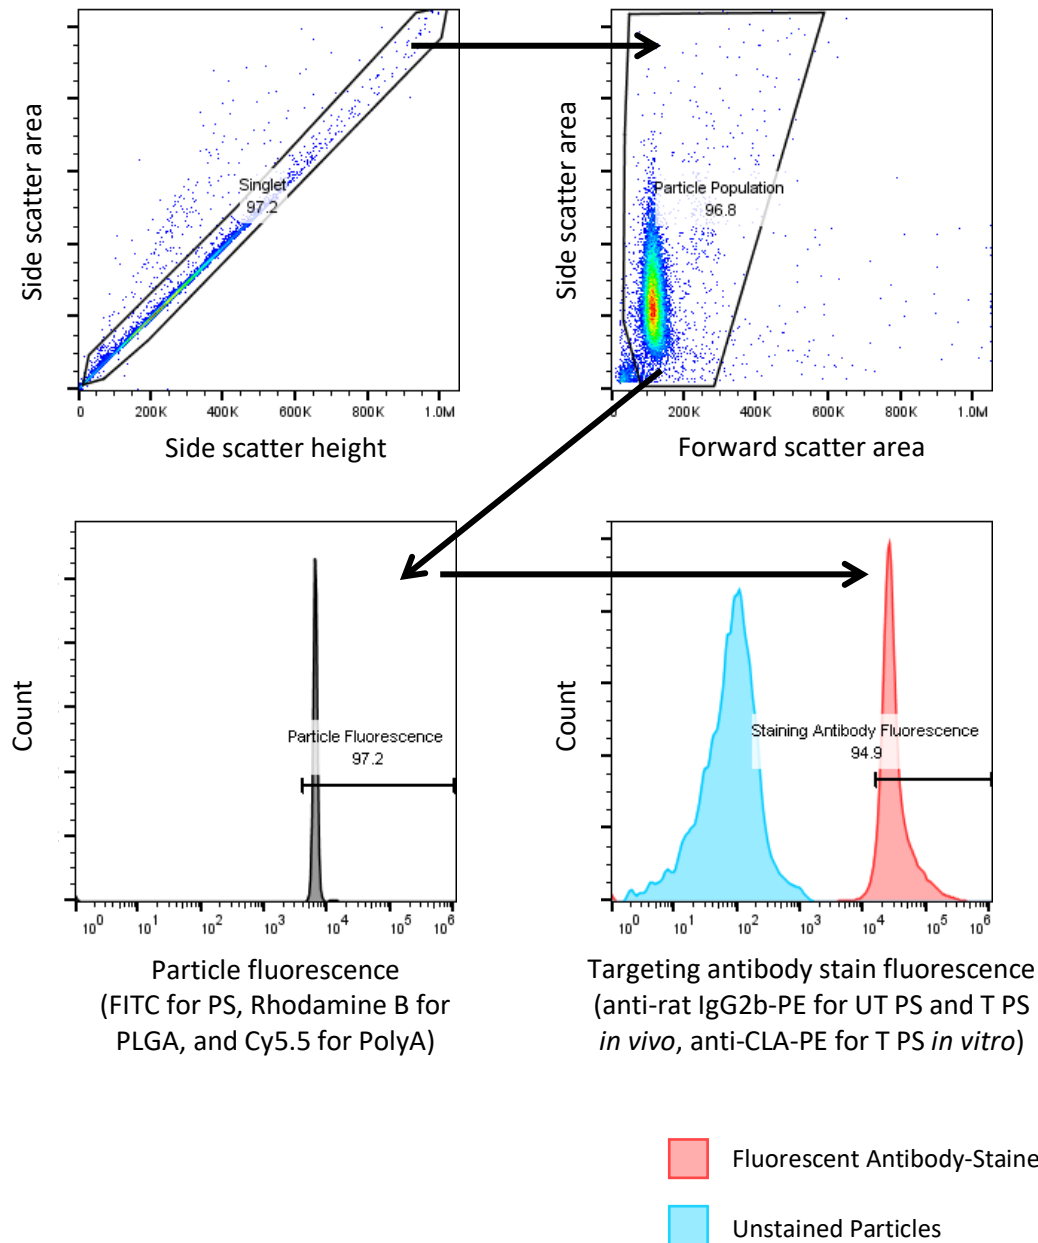 Side scatter area
Singlet
97.2
0 200K 400K 600K 800K 1.0M
Side scatter height
Side scatter area
Particle Population
96.8
0 200K 400K 600K 800K 1.0M
Forward scatter area
Count
Particle Fluorescence
97.2
10^0 10^1 10^2 10^3 10^4 10^5 10^6
Particle fluorescence
(FITC for PS, Rhodamine B for
PLGA, and Cy5.5 for PolyA)
Count
Staining Antibody Fluorescence
94.9
10^0 10^1 10^2 10^3 10^4 10^5 10^6
Targeting antibody stain fluorescence
(anti-rat IgG2b-PE for UT PS and T PS
in vivo, anti-CLA-PE for T PS in vitro)
Fluorescent Antibody-Staine
Unstained Particles